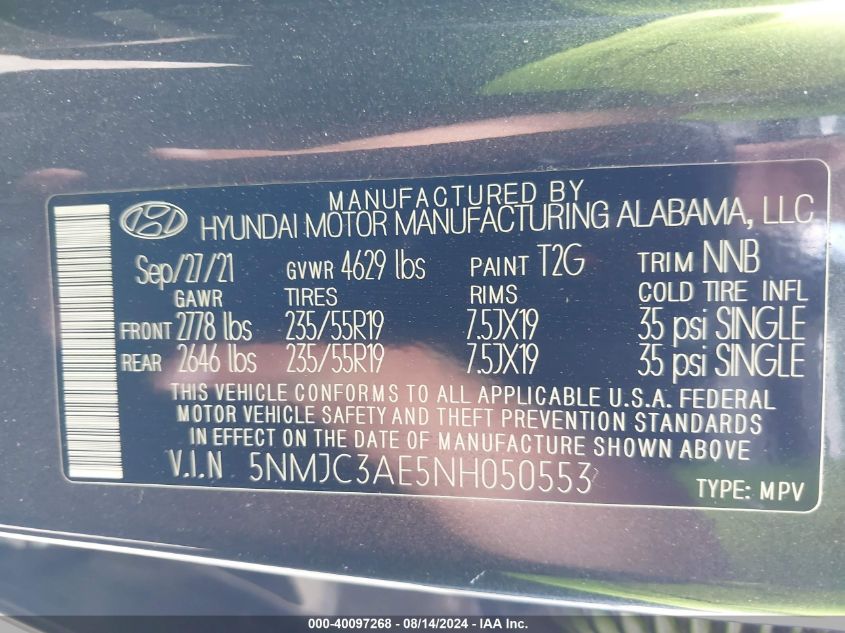 MANUFACTURED BY
HYUNDAI MOTOR MANUFACTURING ALABAMA, LLC
Sep/27/21 GVWR 4629 lbs PAINT T2G TRIM NNB
GAWR TIRES RIMS COLD TIRE INFL
FRONT 2778 lbs 235/55R19 7.5JX19 35 psi SINGLE
REAR 2646 lbs 235/55R19 7.5JX19 35 psi SINGLE
THIS VEHICLE CONFORMS TO ALL APPLICABLE U.S.A. FEDERAL
MOTOR VEHICLE SAFETY AND THEFT PREVENTION STANDARDS
IN EFFECT ON THE DATE OF MANUFACTURE SHOWN ABOVE.
V.I.N 5NMJC3AE5NH050553 TYPE: MPV
000-40097268 - 08/14/2024 - IAA Inc.